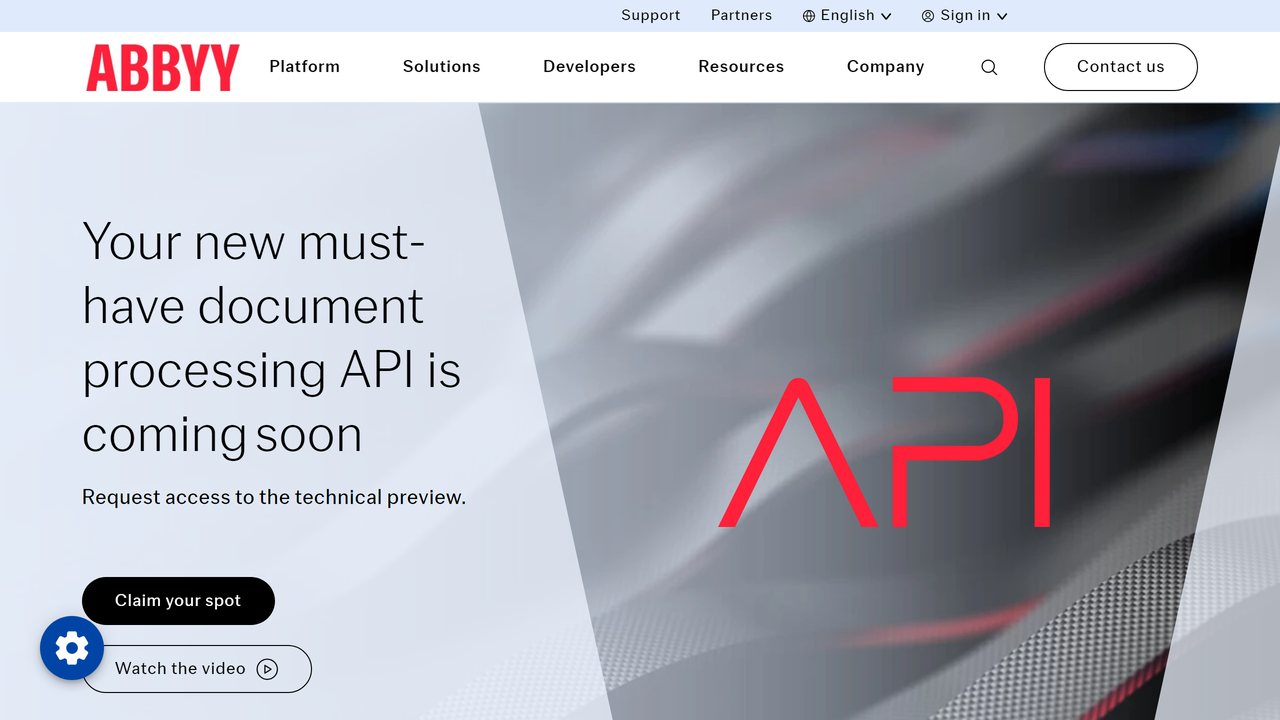 Support Partners English Sign in
ABBYY Platform Solutions Developers Resources Company Contact us
Your new must-
have document
processing API is
coming soon
Request access to the technical preview.
API
Claim your spot
Watch the video